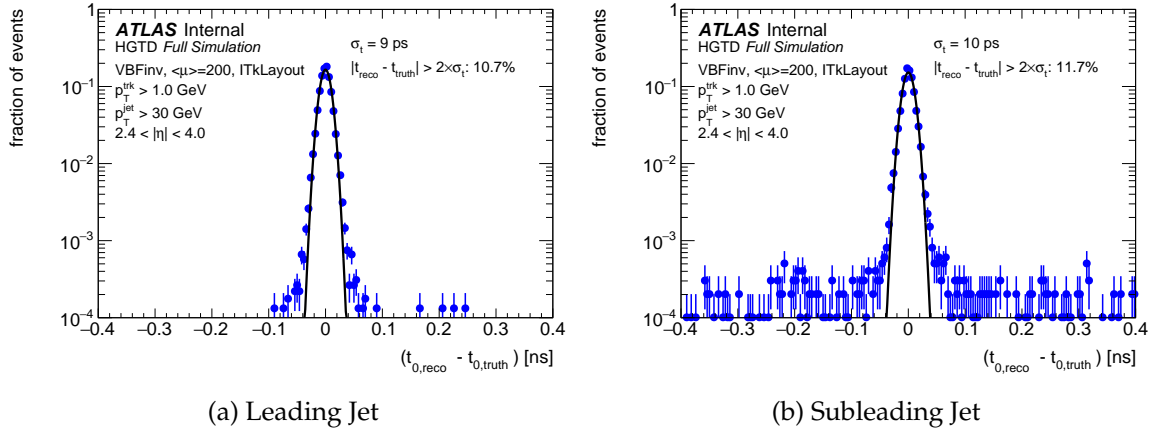 fraction of events
ATLAS Internal
HGTD Full Simulation
VBFinv, <μ>=200, ITkLayout
p_T^trk > 1.0 GeV
p_T^jet > 30 GeV
2.4 < |η| < 4.0
σ_t = 9 ps
|t_reco - t_truth| > 2×σ_t: 10.7%
1
10^−1
10^−2
10^−3
10^−4
−0.4 −0.3 −0.2 −0.1 0 0.1 0.2 0.3 0.4
(t_0,reco - t_0,truth) [ns]
(a) Leading Jet
fraction of events
ATLAS Internal
HGTD Full Simulation
VBFinv, <μ>=200, ITkLayout
p_T^trk > 1.0 GeV
p_T^jet > 30 GeV
2.4 < |η| < 4.0
σ_t = 10 ps
|t_reco - t_truth| > 2×σ_t: 11.7%
1
10^−1
10^−2
10^−3
10^−4
−0.4 −0.3 −0.2 −0.1 0 0.1 0.2 0.3 0.4
(t_0,reco - t_0,truth) [ns]
(b) Subleading Jet